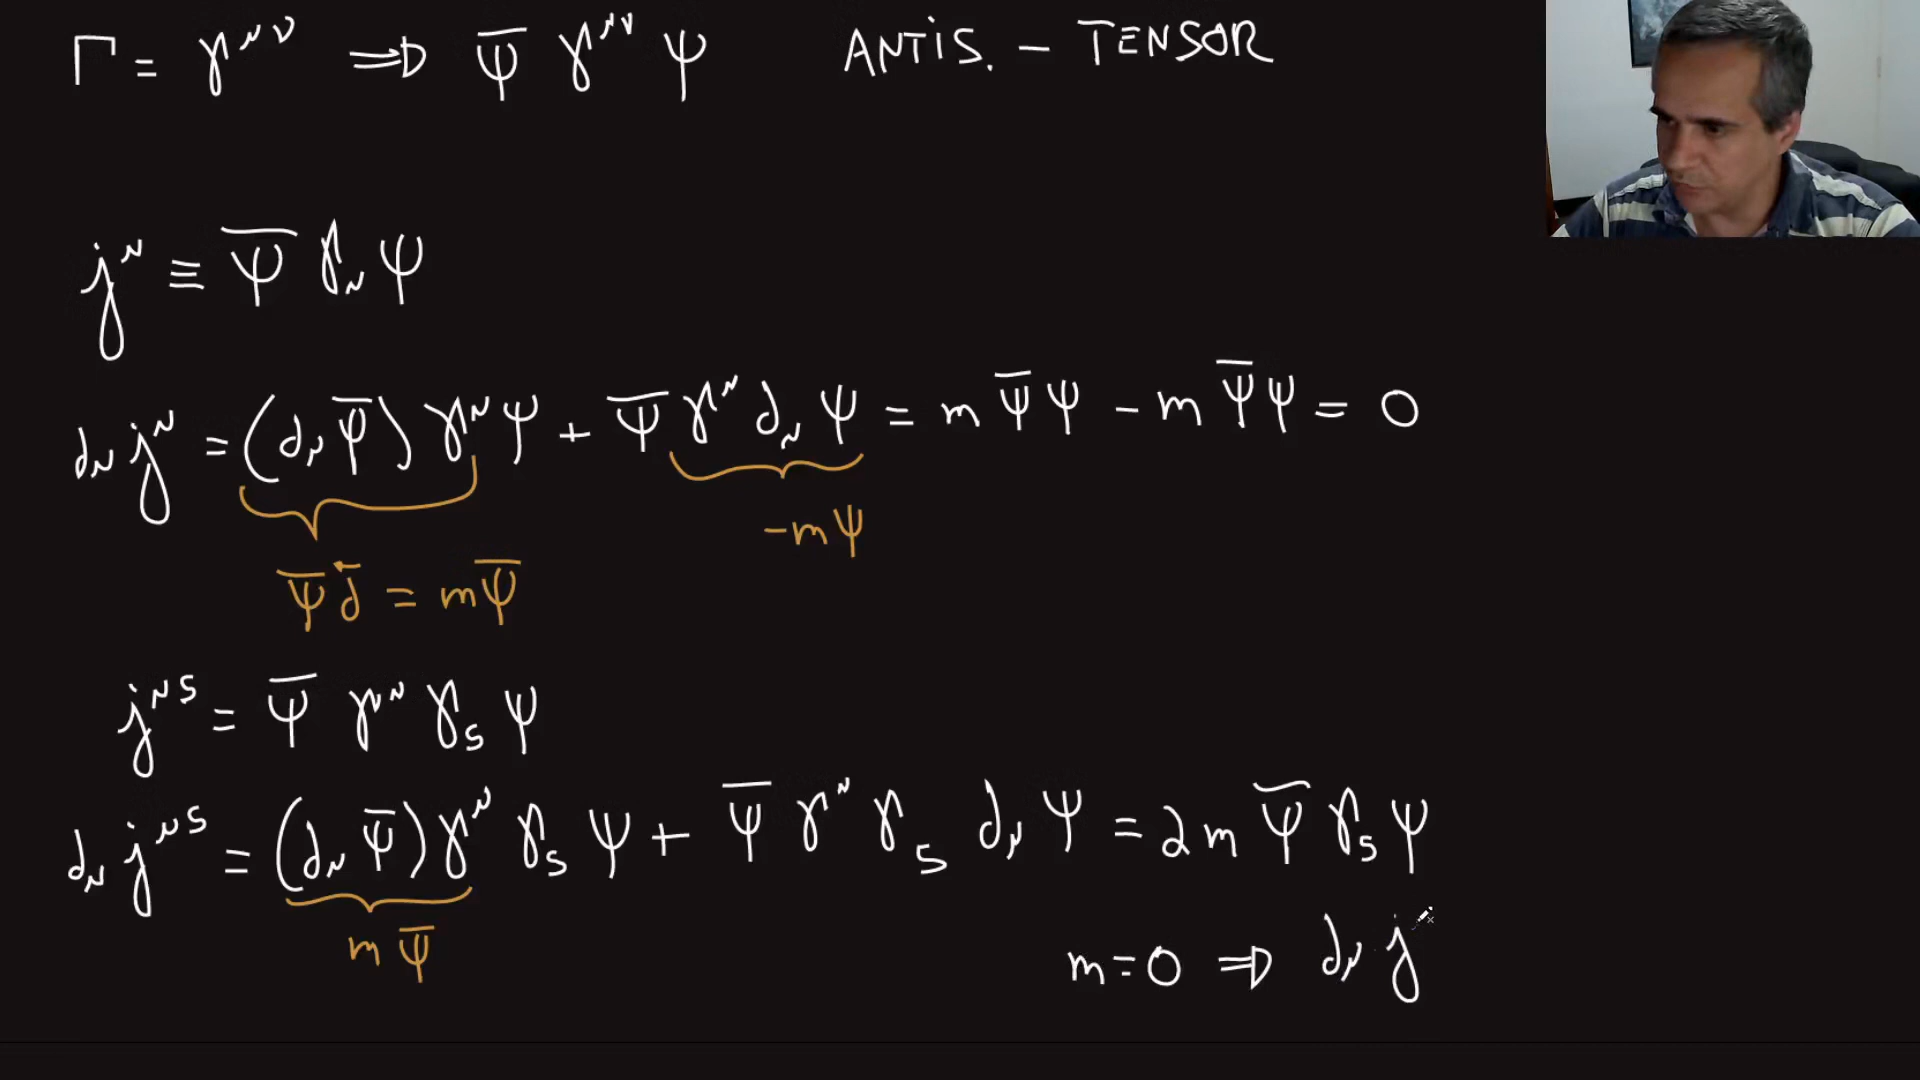 Γ = γ^μν ⇒ ψ̄ γ^μν ψ ANTIS. - TENSOR
j^μ ≡ ψ̄ γ_μ ψ
∂_μ j^μ = (∂_μ ψ̄) γ^μ ψ + ψ̄ γ^μ ∂_μ ψ = m ψ̄ ψ - m ψ̄ ψ = 0
-mψ
ψ̄ ∂⃖ = mψ̄
j^μ5 = ψ̄ γ^μ γ_5 ψ
∂_μ j^μ5 = (∂_μ ψ̄) γ^μ γ_5 ψ + ψ̄ γ^μ γ_5 ∂_μ ψ = 2m ψ̄ γ_5 ψ
m ψ̄
m = 0 ⇒ ∂_μ j